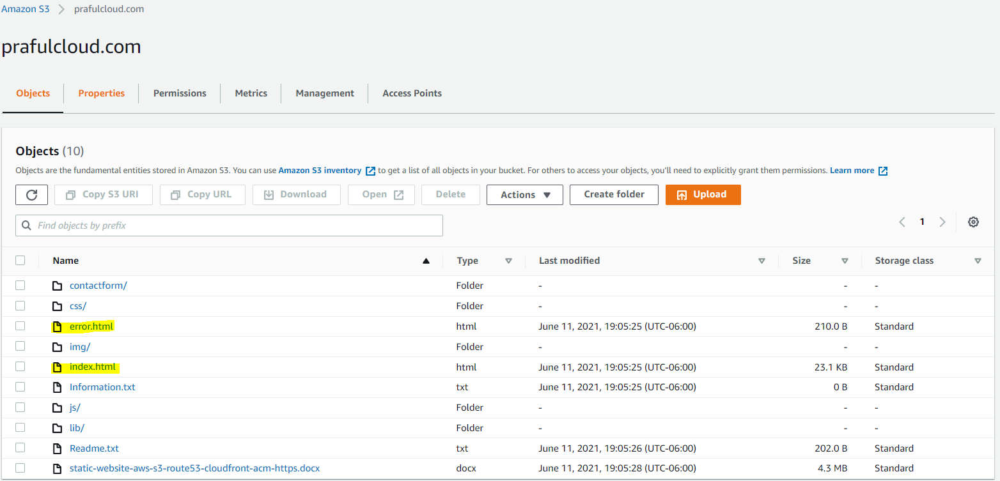 Amazon S3 > prafulcloud.com
prafulcloud.com
Objects Properties Permissions Metrics Management Access Points
Objects (10)
Objects are the fundamental entities stored in Amazon S3. You can use Amazon S3 inventory to get a list of all objects in your bucket. For others to access your objects, you'll need to explicitly grant them permissions. Learn more
Copy S3 URI Copy URL Download Open Delete Actions Create folder Upload
Find objects by prefix 1
Name Type Last modified Size Storage class
contactform/ Folder - - -
css/ Folder - - -
error.html html June 11, 2021, 19:05:25 (UTC-06:00) 210.0 B Standard
img/ Folder - - -
index.html html June 11, 2021, 19:05:25 (UTC-06:00) 23.1 KB Standard
Information.txt txt June 11, 2021, 19:05:25 (UTC-06:00) 0 B Standard
js/ Folder - - -
lib/ Folder - - -
Readme.txt txt June 11, 2021, 19:05:26 (UTC-06:00) 202.0 B Standard
static-website-aws-s3-route53-cloudfront-acm-https.docx docx June 11, 2021, 19:05:28 (UTC-06:00) 4.3 MB Standard